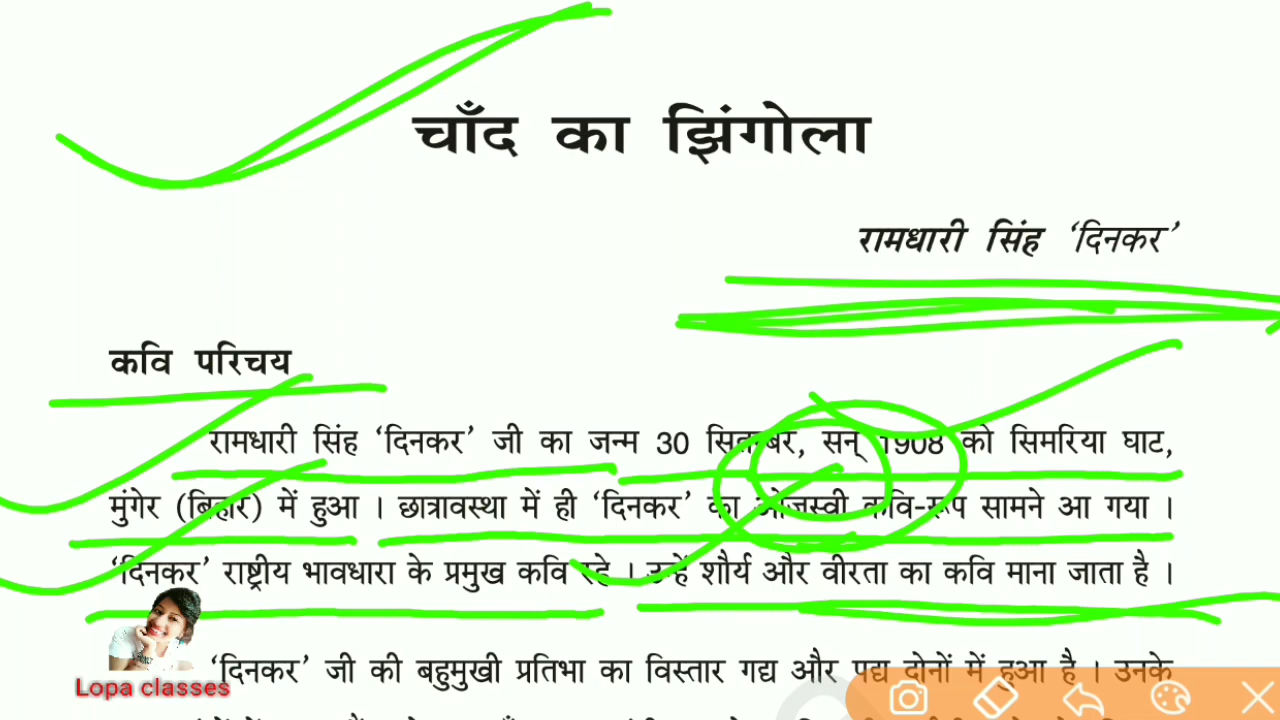 चाँद का झिंगोला
रामधारी सिंह ‘दिनकर’
कवि परिचय
रामधारी सिंह ‘दिनकर’ जी का जन्म 30 सितम्बर, सन् 1908 को सिमरिया घाट,
मुंगेर (बिहार) में हुआ । छात्रावस्था में ही ‘दिनकर’ का ओजस्वी कवि-रूप सामने आ गया ।
‘दिनकर’ राष्ट्रीय भावधारा के प्रमुख कवि रहे । उन्हें शौर्य और वीरता का कवि माना जाता है ।
‘दिनकर’ जी की बहुमुखी प्रतिभा का विस्तार गद्य और पद्य दोनों में हुआ है । उनके
Lopa classes